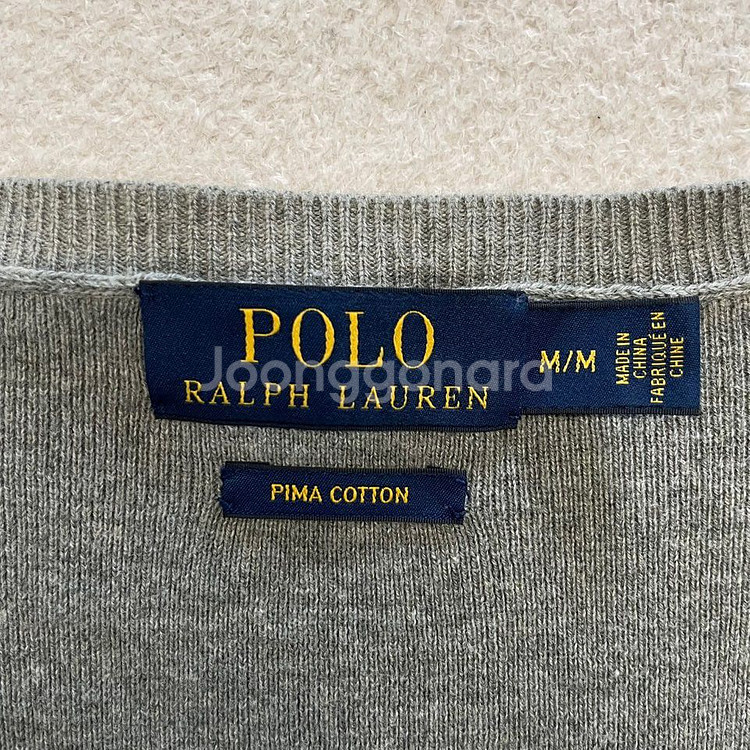 POLO
RALPH LAUREN
M/M
MADE IN
CHINA
FABRIQUÉ EN
CHINE
PIMA COTTON
Joonggonara